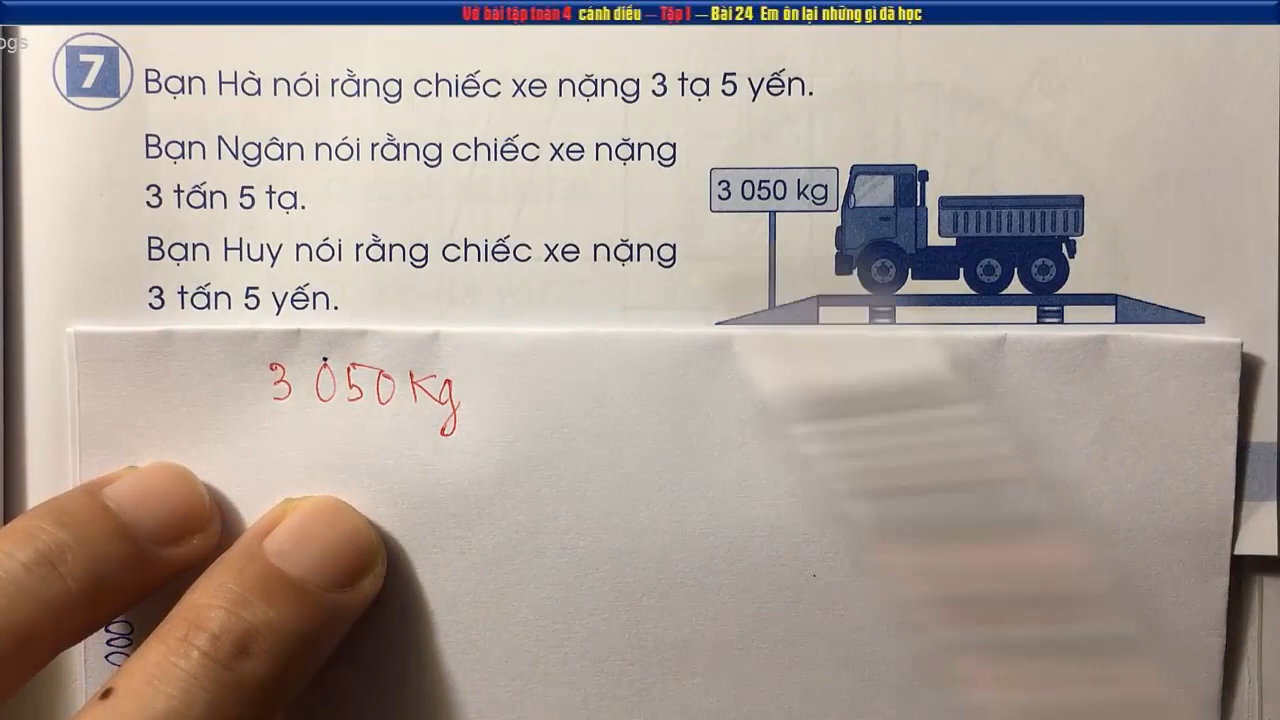 Vở bài tập toán 4 cánh diều – Tập 1 – Bài 24 Em ôn lại những gì đã học
ogs
7 Bạn Hà nói rằng chiếc xe nặng 3 tạ 5 yến.
Bạn Ngân nói rằng chiếc xe nặng
3 tấn 5 tạ.
3 050 kg
Bạn Huy nói rằng chiếc xe nặng
3 tấn 5 yến.
3 050 kg
000